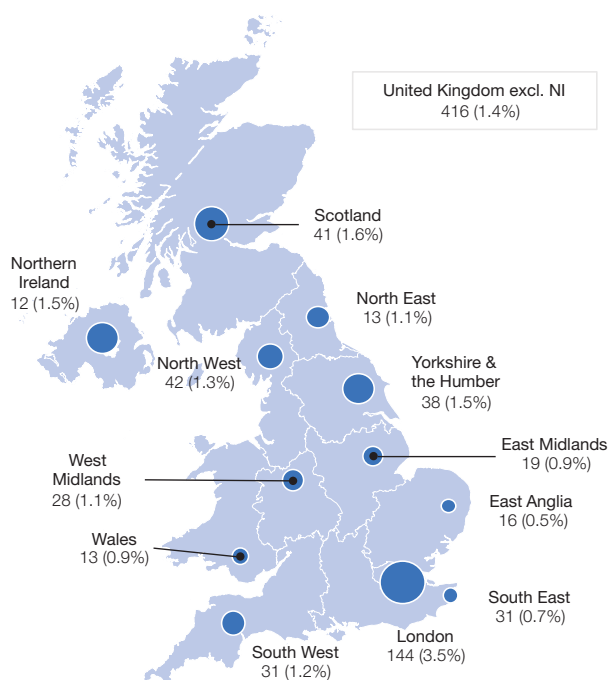 United Kingdom excl. NI
416 (1.4%)
Scotland
41 (1.6%)
Northern
Ireland
12 (1.5%)
North East
13 (1.1%)
North West
42 (1.3%)
Yorkshire &
the Humber
38 (1.5%)
East Midlands
19 (0.9%)
West
Midlands
28 (1.1%)
East Anglia
16 (0.5%)
Wales
13 (0.9%)
South East
31 (0.7%)
London
144 (3.5%)
South West
31 (1.2%)